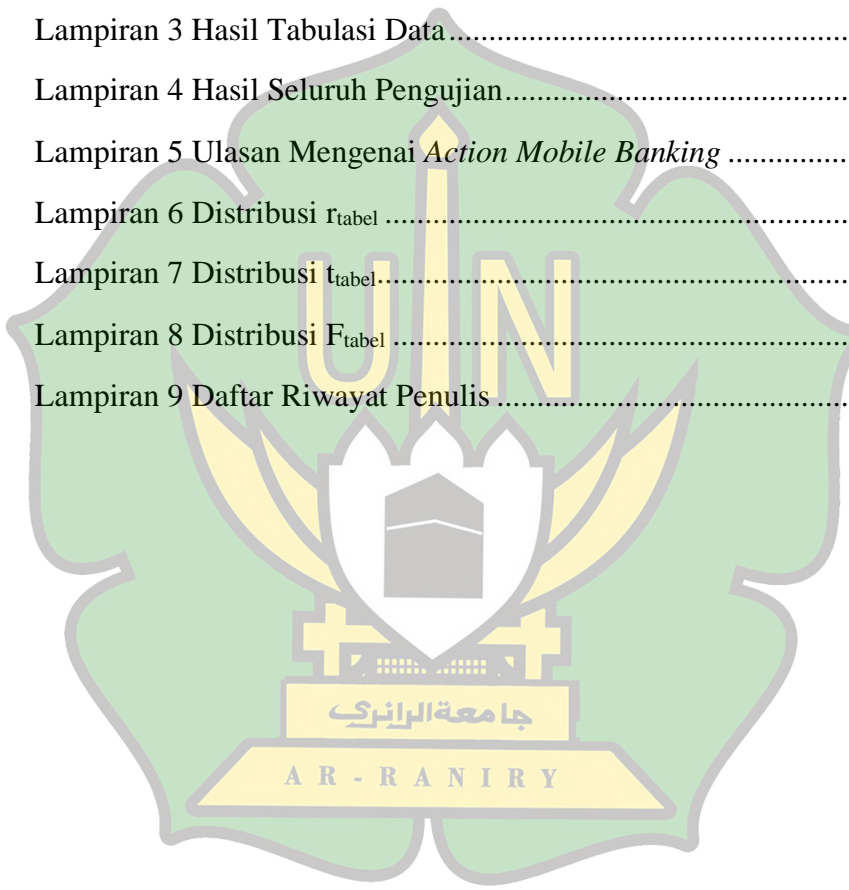 Lampiran 3 Hasil Tabulasi Data................................................
Lampiran 4 Hasil Seluruh Pengujian.........................................
Lampiran 5 Ulasan Mengenai Action Mobile Banking ...............
Lampiran 6 Distribusi rtabel ........................................................
Lampiran 7 Distribusi ttabel.........................................................
Lampiran 8 Distribusi Ftabel .......................................................
Lampiran 9 Daftar Riwayat Penulis ..........................................
UIN
جامعة الرانري
AR-RANIRY